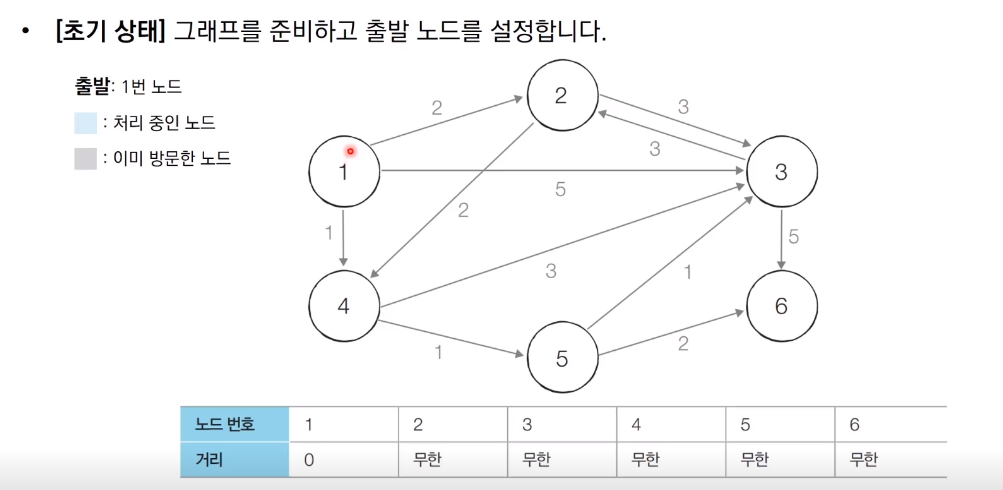 • [초기 상태] 그래프를 준비하고 출발 노드를 설정합니다.
출발: 1번 노드
: 처리 중인 노드
: 이미 방문한 노드
2
2
3
3
1
5
3
1
2
5
4
3
1
6
1
5
2
노드 번호 1 2 3 4 5 6
거리 0 무한 무한 무한 무한 무한